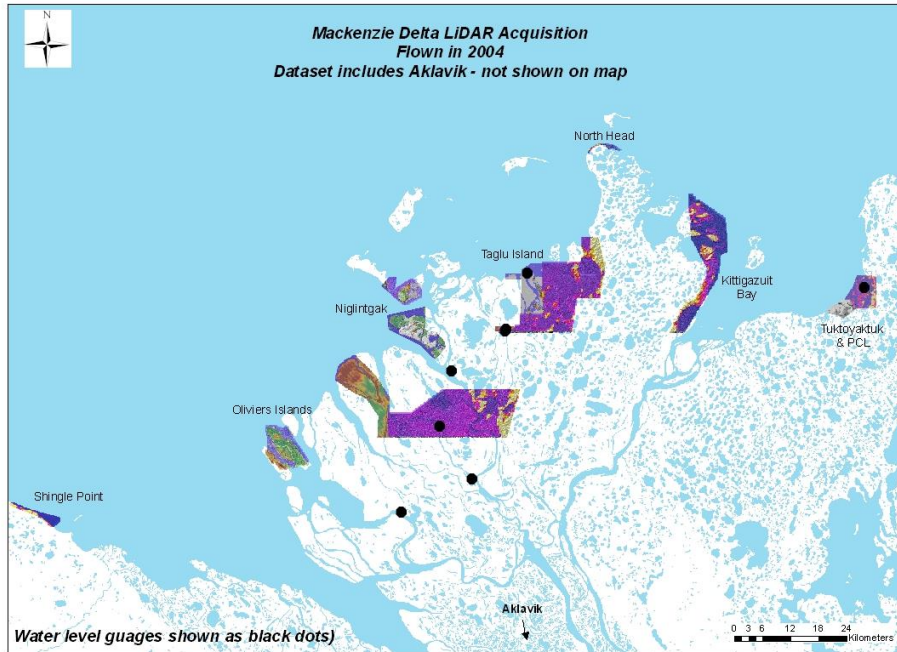 N
Mackenzie Delta LiDAR Acquisition
Flown in 2004
Dataset includes Aklavik - not shown on map
North Head
Taglu Island
Kittigazuit
Bay
Niglintgak
Tuktoyaktuk
& PCL
Oliviers Islands
Shingle Point
Aklavik
Water level guages shown as black dots)
0 3 6 12 18 24
Kilometers